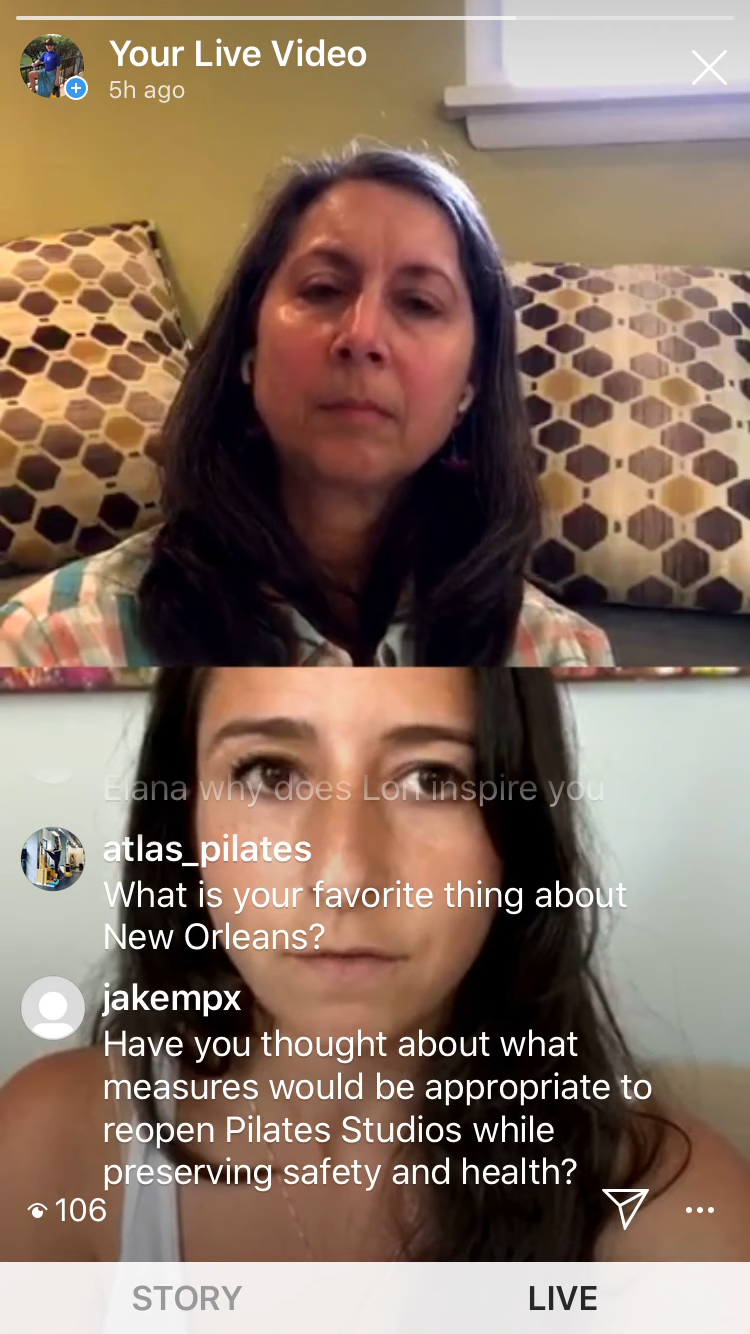 Your Live Video
5h ago
Elana why does Lori inspire you
atlas_pilates
What is your favorite thing about
New Orleans?
jakempx
Have you thought about what
measures would be appropriate to
reopen Pilates Studios while
preserving safety and health?
106
STORY
LIVE